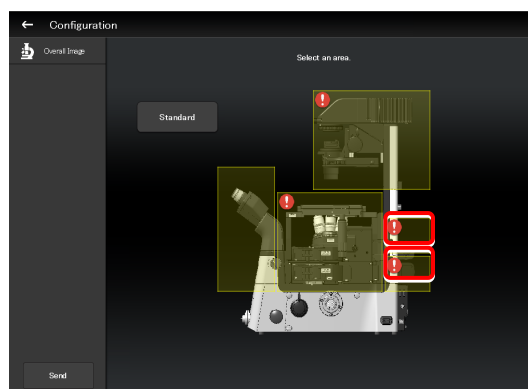 Configuration
Overall Image
Select an area.
Standard
Send